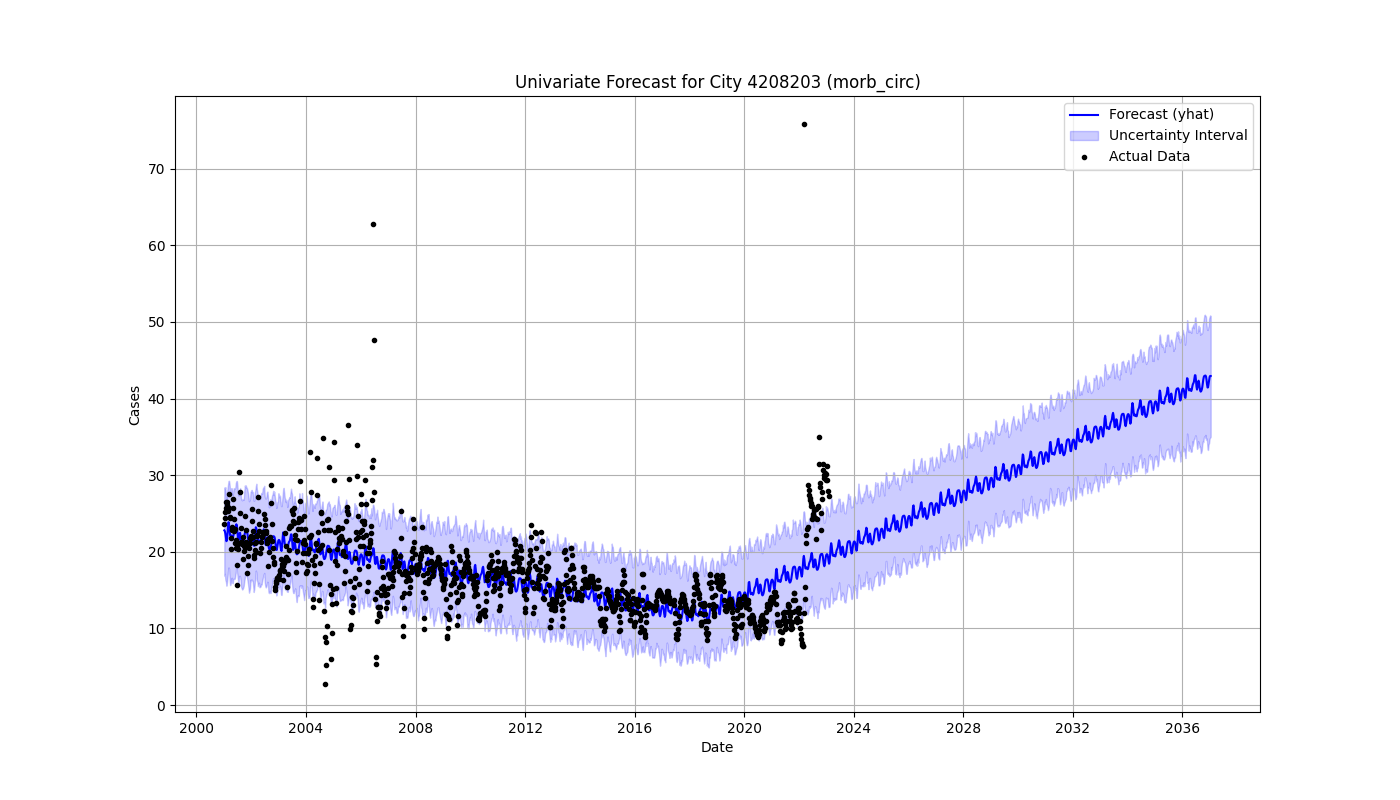 Univariate Forecast for City 4208203 (morb_circ)
Forecast (yhat)
Uncertainty Interval
Actual Data
70
60
50
40
30
20
10
0
Cases
2000 2004 2008 2012 2016 2020 2024 2028 2032 2036
Date